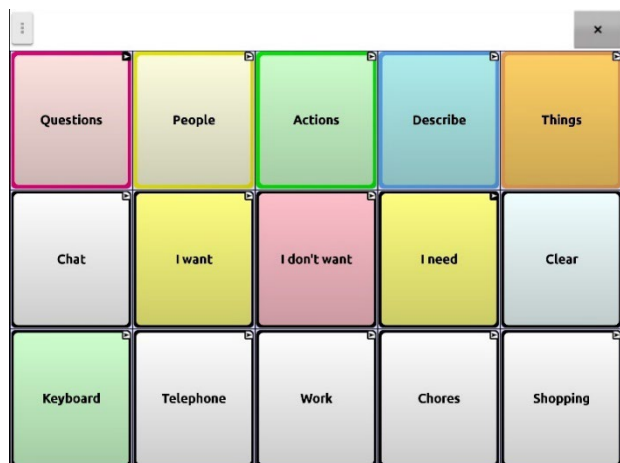 Questions People Actions Describe Things
Chat I want I don't want I need Clear
Keyboard Telephone Work Chores Shopping